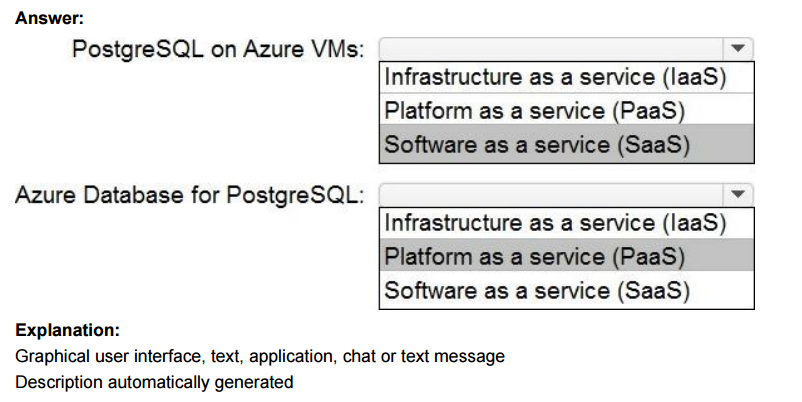 Answer:
PostgreSQL on Azure VMs:
Infrastructure as a service (IaaS)
Platform as a service (PaaS)
Software as a service (SaaS)
Azure Database for PostgreSQL:
Infrastructure as a service (IaaS)
Platform as a service (PaaS)
Software as a service (SaaS)
Explanation:
Graphical user interface, text, application, chat or text message
Description automatically generated